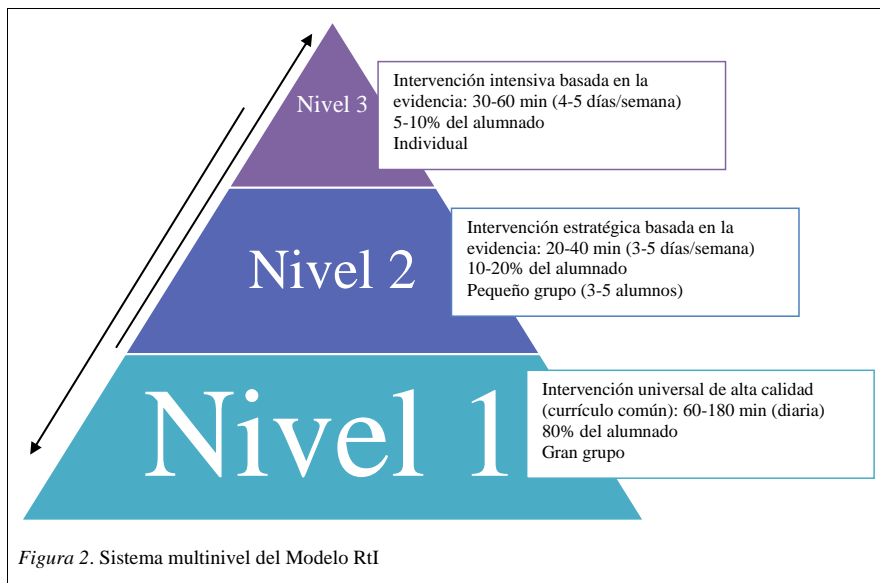 Nivel 3
Intervención intensiva basada en la
evidencia: 30-60 min (4-5 días/semana)
5-10% del alumnado
Individual
Nivel 2
Intervención estratégica basada en la
evidencia: 20-40 min (3-5 días/semana)
10-20% del alumnado
Pequeño grupo (3-5 alumnos)
Nivel 1
Intervención universal de alta calidad
(currículo común): 60-180 min (diaria)
80% del alumnado
Gran grupo
Figura 2. Sistema multinivel del Modelo RtI